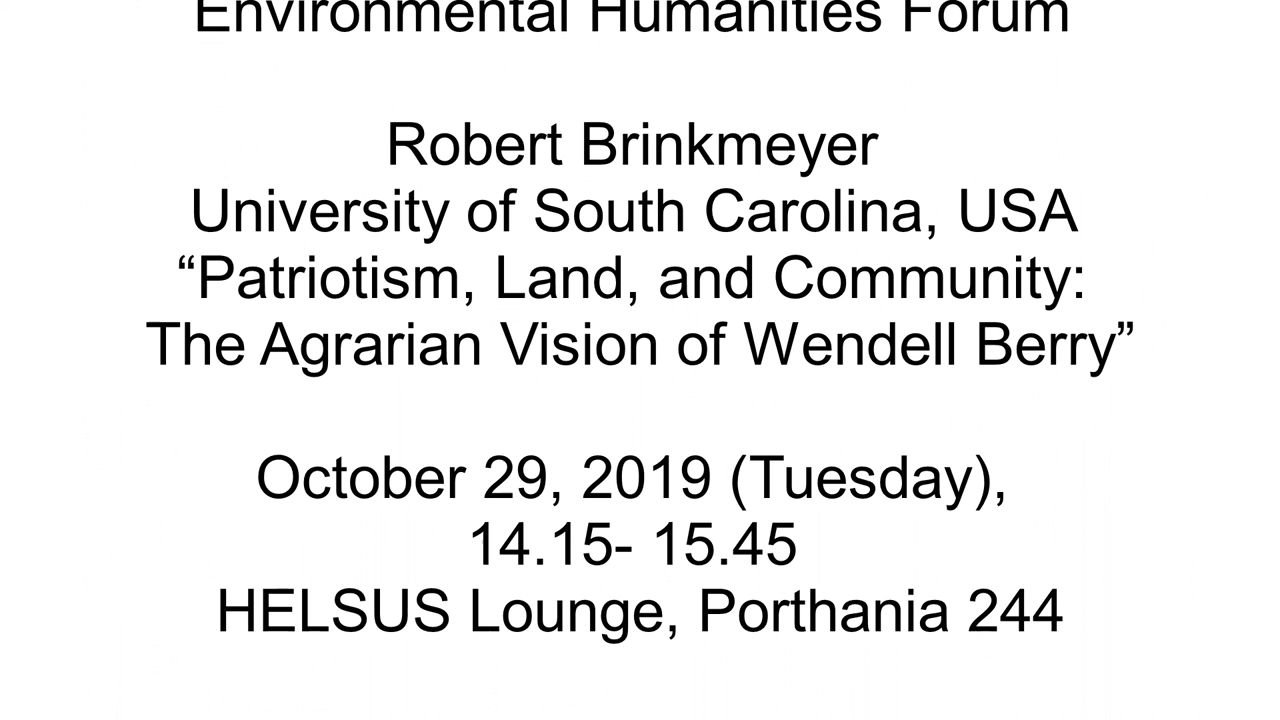 Environmental Humanities Forum
Robert Brinkmeyer
University of South Carolina, USA
“Patriotism, Land, and Community:
The Agrarian Vision of Wendell Berry”
October 29, 2019 (Tuesday),
14.15- 15.45
HELSUS Lounge, Porthania 244